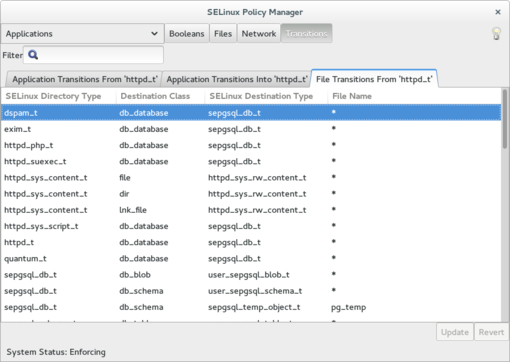 SELinux Policy Manager
Applications Booleans Files Network Transitions
Filter
Application Transitions From 'httpd_t' Application Transitions Into 'httpd_t' File Transitions From 'httpd_t'
SELinux Directory Type Destination Class SELinux Destination Type File Name
dspam_t db_database sepgsql_db_t *
exim_t db_database sepgsql_db_t *
httpd_php_t db_database sepgsql_db_t *
httpd_suexec_t db_database sepgsql_db_t *
httpd_sys_content_t file httpd_sys_rw_content_t *
httpd_sys_content_t dir httpd_sys_rw_content_t *
httpd_sys_content_t lnk_file httpd_sys_rw_content_t *
httpd_sys_script_t db_database sepgsql_db_t *
httpd_t db_database sepgsql_db_t *
quantum_t db_database sepgsql_db_t *
sepgsql_db_t db_blob user_sepgsql_blob_t *
sepgsql_db_t db_schema user_sepgsql_schema_t *
sepgsql_db_t db_schema sepgsql_temp_object_t pg_temp
Update Revert
System Status: Enforcing